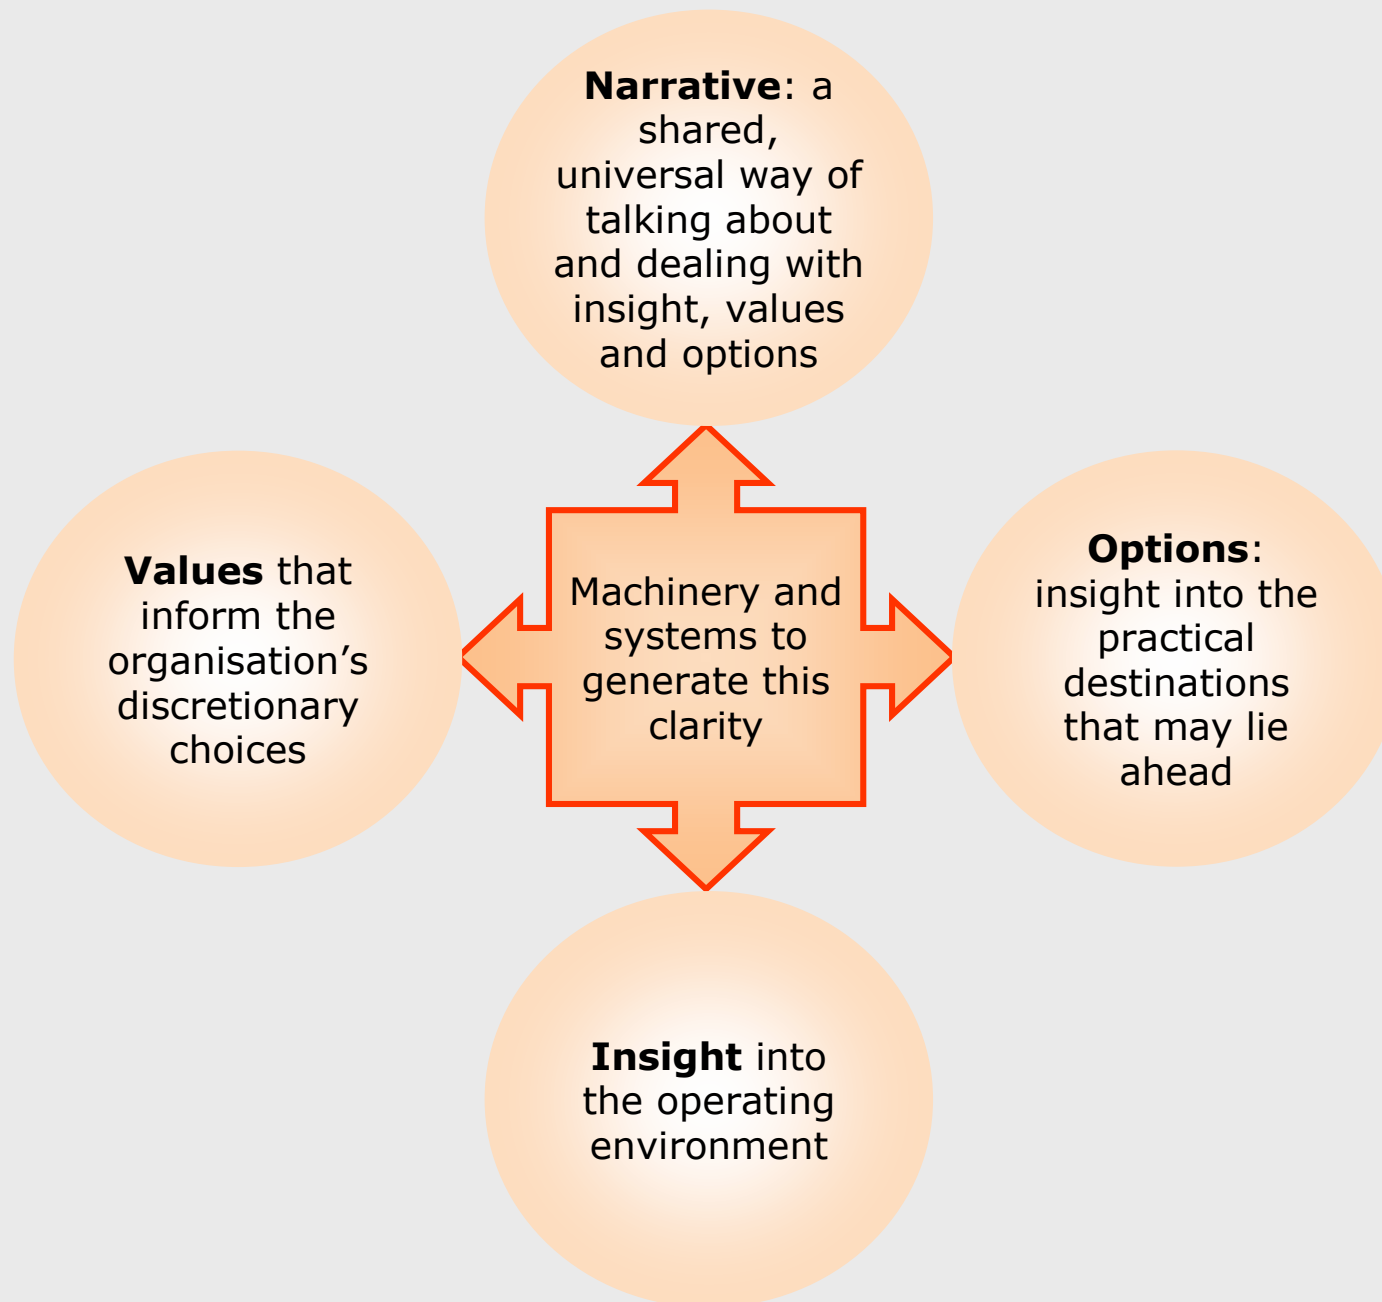 Narrative: a
shared,
universal way of
talking about
and dealing with
insight, values
and options
Values that
inform the
organisation’s
discretionary
choices
Machinery and
systems to
generate this
clarity
Options:
insight into the
practical
destinations
that may lie
ahead
Insight into
the operating
environment